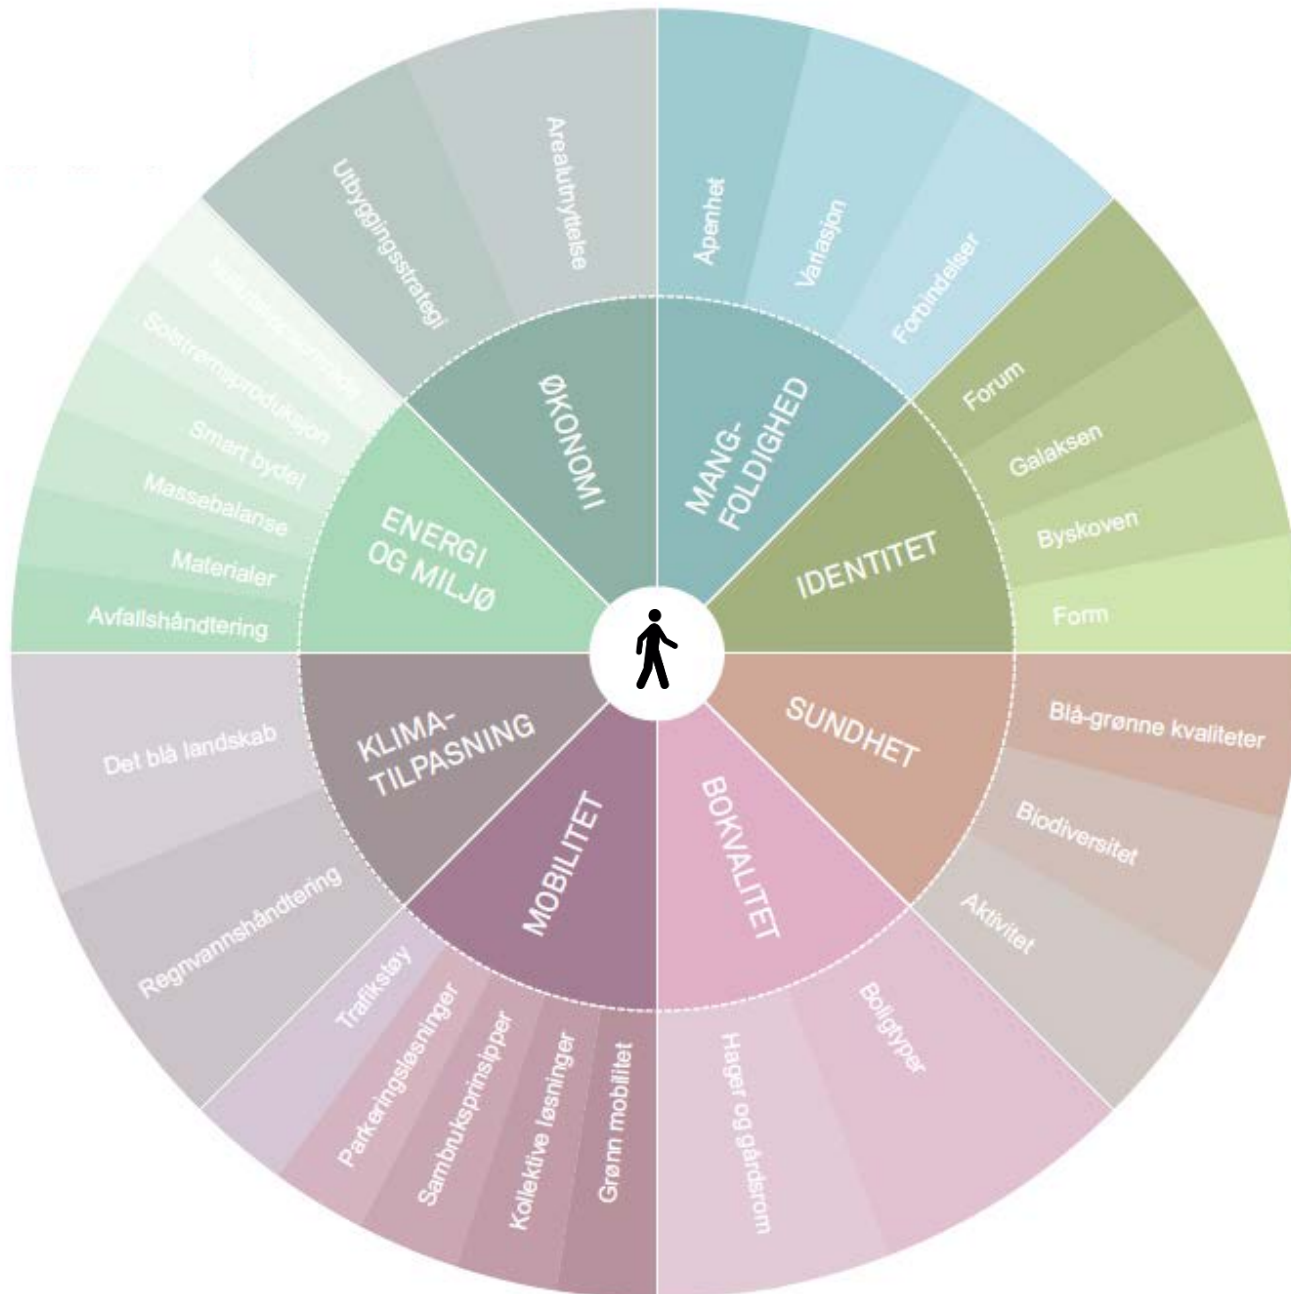 ØKONOMI
Utbyggingsstrategi
Arealutnyttelse
MANG-
FOLDIGHED
Åpenhet
Variasjon
Forbindelser
IDENTITET
Forum
Galaksen
Byskoven
Form
SUNDHET
Blå-grønne kvaliteter
Biodiversitet
Aktivitet
BOKVALITET
Boligtyper
Hager og gårdsrom
MOBILITET
Grønn mobilitet
Kollektive løsninger
Sambruksprinsipper
Parkeringsløsninger
Trafikstøy
KLIMA-
TILPASNING
Regnvannshåndtering
Det blå landskab
ENERGI
OG MILJØ
Avfallshåndtering
Materialer
Massebalanse
Smart bydel
Solstrømsproduksjon